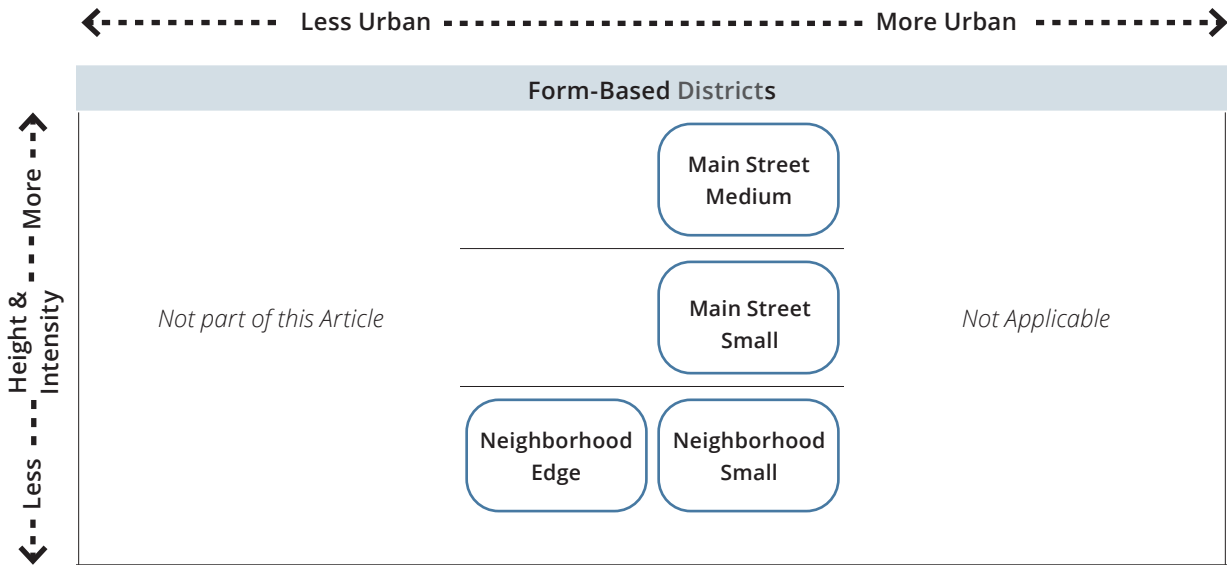 Less Urban
More Urban
Form-Based Districts
Height &
Intensity
More
Less
Main Street
Medium
Not part of this Article
Main Street
Small
Not Applicable
Neighborhood
Edge
Neighborhood
Small